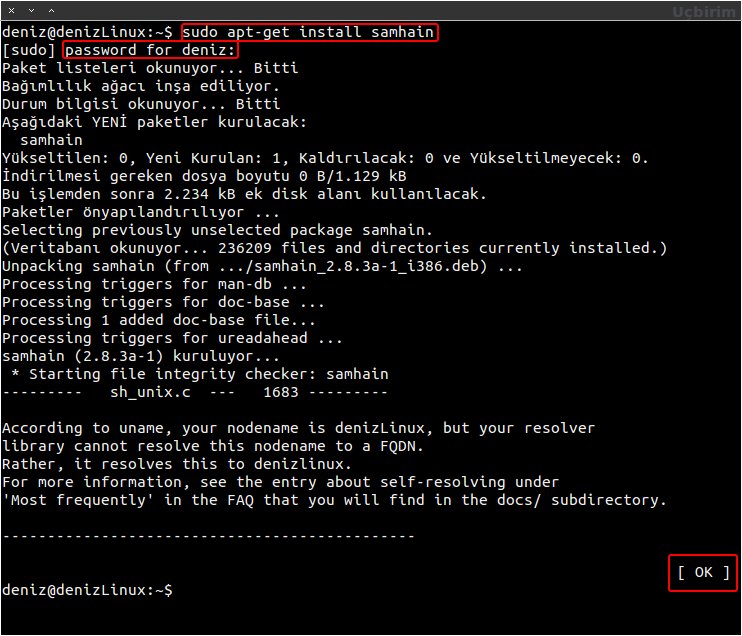 Uçbirim
deniz@denizLinux:~$ sudo apt-get install samhain
[sudo] password for deniz:
Paket listeleri okunuyor... Bitti
Bağımlılık ağacı inşa ediliyor.
Durum bilgisi okunuyor... Bitti
Aşağıdaki YENİ paketler kurulacak:
  samhain
Yükseltilen: 0, Yeni Kurulan: 1, Kaldırılacak: 0 ve Yükseltilmeyecek: 0.
İndirilmesi gereken dosya boyutu 0 B/1.129 kB
Bu işlemden sonra 2.234 kB ek disk alanı kullanılacak.
Paketler önyapılandırılıyor ...
Selecting previously unselected package samhain.
(Veritabanı okunuyor... 236209 files and directories currently installed.)
Unpacking samhain (from .../samhain_2.8.3a-1_i386.deb) ...
Processing triggers for man-db ...
Processing triggers for doc-base ...
Processing 1 added doc-base file...
Processing triggers for ureadahead ...
samhain (2.8.3a-1) kuruluyor...
 * Starting file integrity checker: samhain
---------   sh_unix.c  ---   1683 ---------
According to uname, your nodename is denizLinux, but your resolver
library cannot resolve this nodename to a FQDN.
Rather, it resolves this to denizlinux.
For more information, see the entry about self-resolving under
'Most frequently' in the FAQ that you will find in the docs/ subdirectory.
----------------------------------------------
[ OK ]
deniz@denizLinux:~$